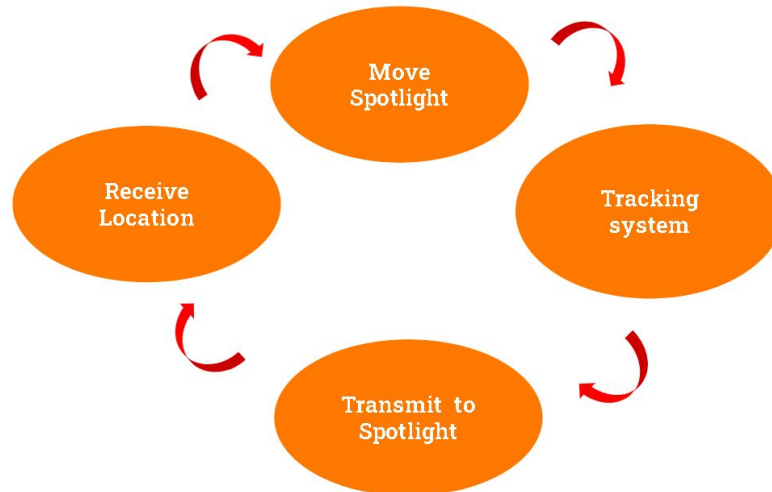 Move
Spotlight
Tracking
system
Transmit to
Spotlight
Receive
Location